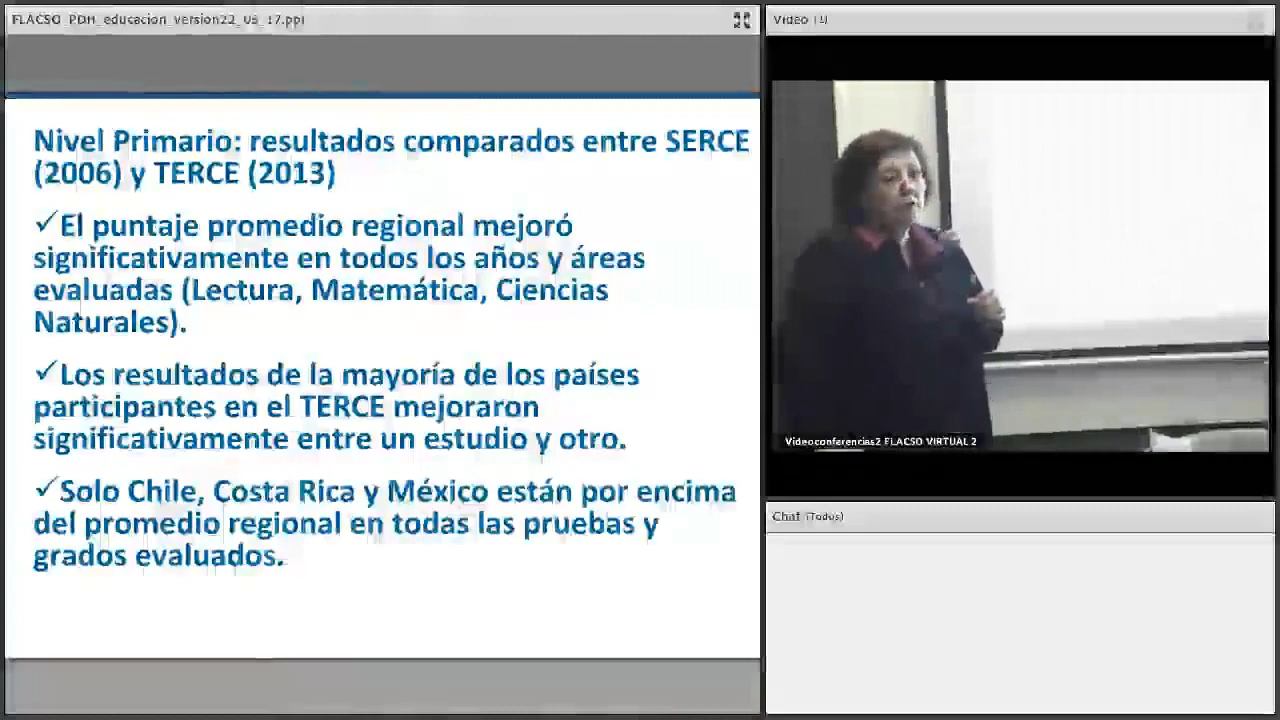 FLACSO_PDH_educacion_version22_05_17.ppt
Nivel Primario: resultados comparados entre SERCE
(2006) y TERCE (2013)
✓El puntaje promedio regional mejoró
significativamente en todos los años y áreas
evaluadas (Lectura, Matemática, Ciencias
Naturales).
✓Los resultados de la mayoría de los países
participantes en el TERCE mejoraron
significativamente entre un estudio y otro.
✓Solo Chile, Costa Rica y México están por encima
del promedio regional en todas las pruebas y
grados evaluados.
Video (1)
Videoconferencias2 FLACSO VIRTUAL 2
Chat (Todos)